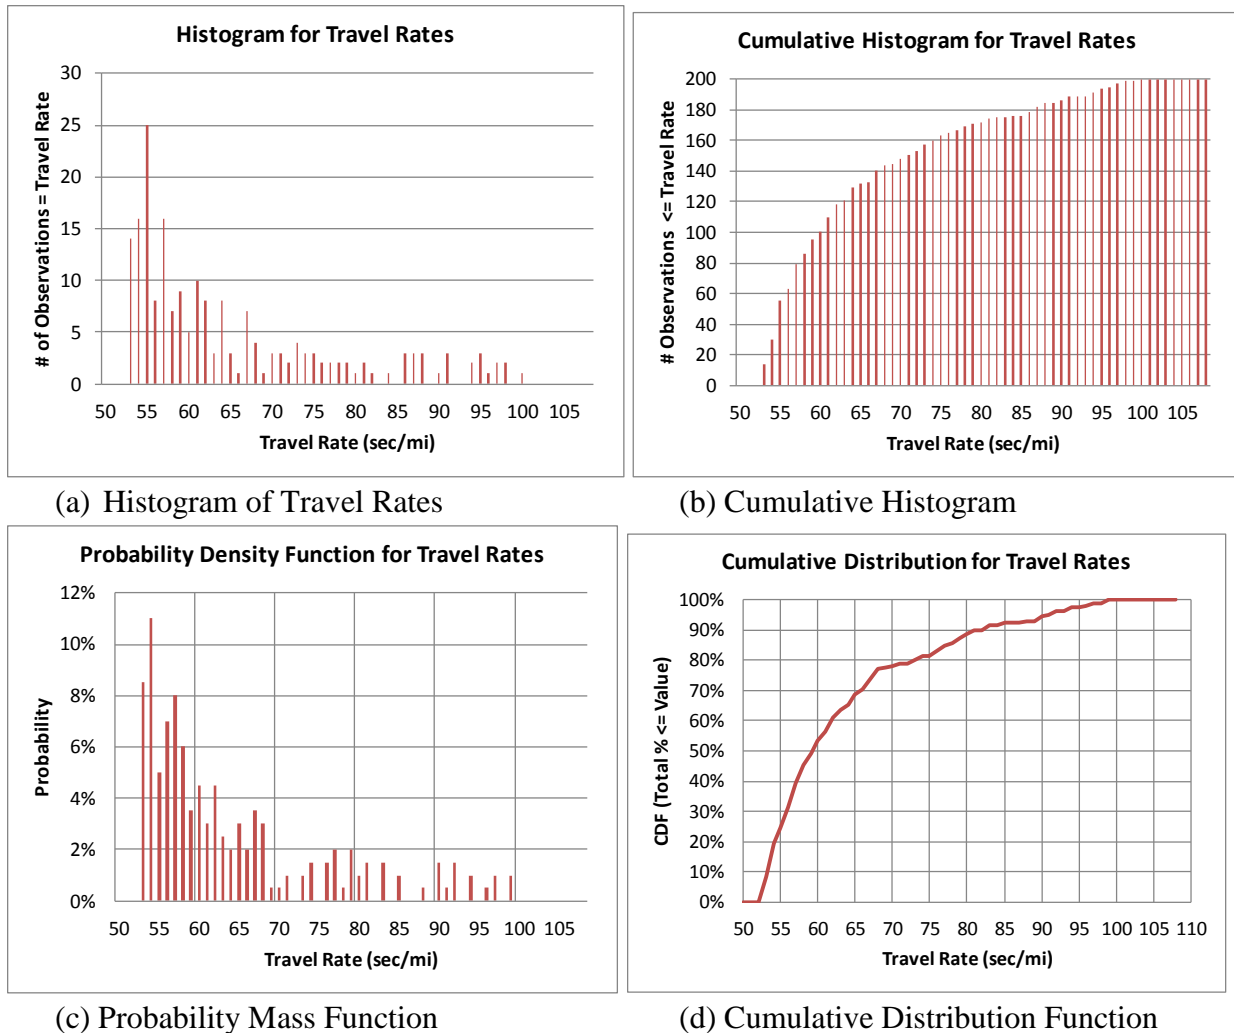 Histogram for Travel Rates
30
25
20
15
10
5
0
# of Observations = Travel Rate
50 55 60 65 70 75 80 85 90 95 100 105
Travel Rate (sec/mi)
(a) Histogram of Travel Rates
Cumulative Histogram for Travel Rates
200
180
160
140
120
100
80
60
40
20
0
# Observations <= Travel Rate
50 55 60 65 70 75 80 85 90 95 100 105
Travel Rate (sec/mi)
(b) Cumulative Histogram
Probability Density Function for Travel Rates
12%
10%
8%
6%
4%
2%
0%
Probability
50 55 60 65 70 75 80 85 90 95 100 105
Travel Rate (sec/mi)
(c) Probability Mass Function
Cumulative Distribution for Travel Rates
100%
90%
80%
70%
60%
50%
40%
30%
20%
10%
0%
CDF (Total % <= Value)
50 55 60 65 70 75 80 85 90 95 100 105 110
Travel Rate (sec/mi)
(d) Cumulative Distribution Function